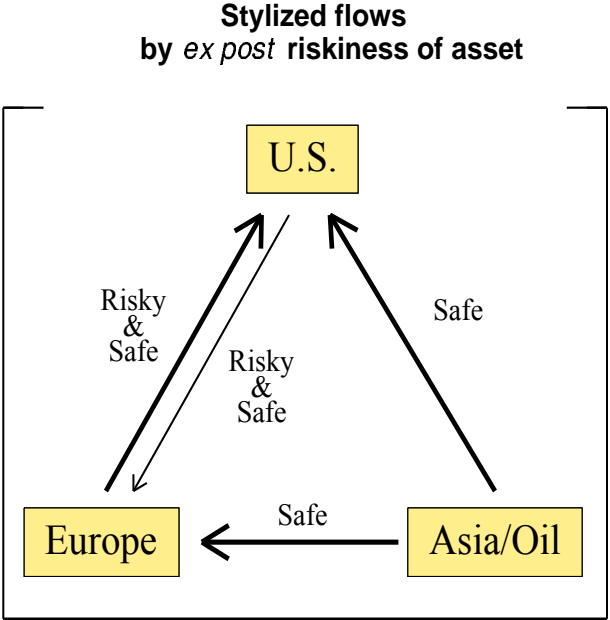 Stylized flows
by ex post riskiness of asset
U.S.
Risky
&
Safe
Safe
Risky
&
Safe
Safe
Europe
Asia/Oil